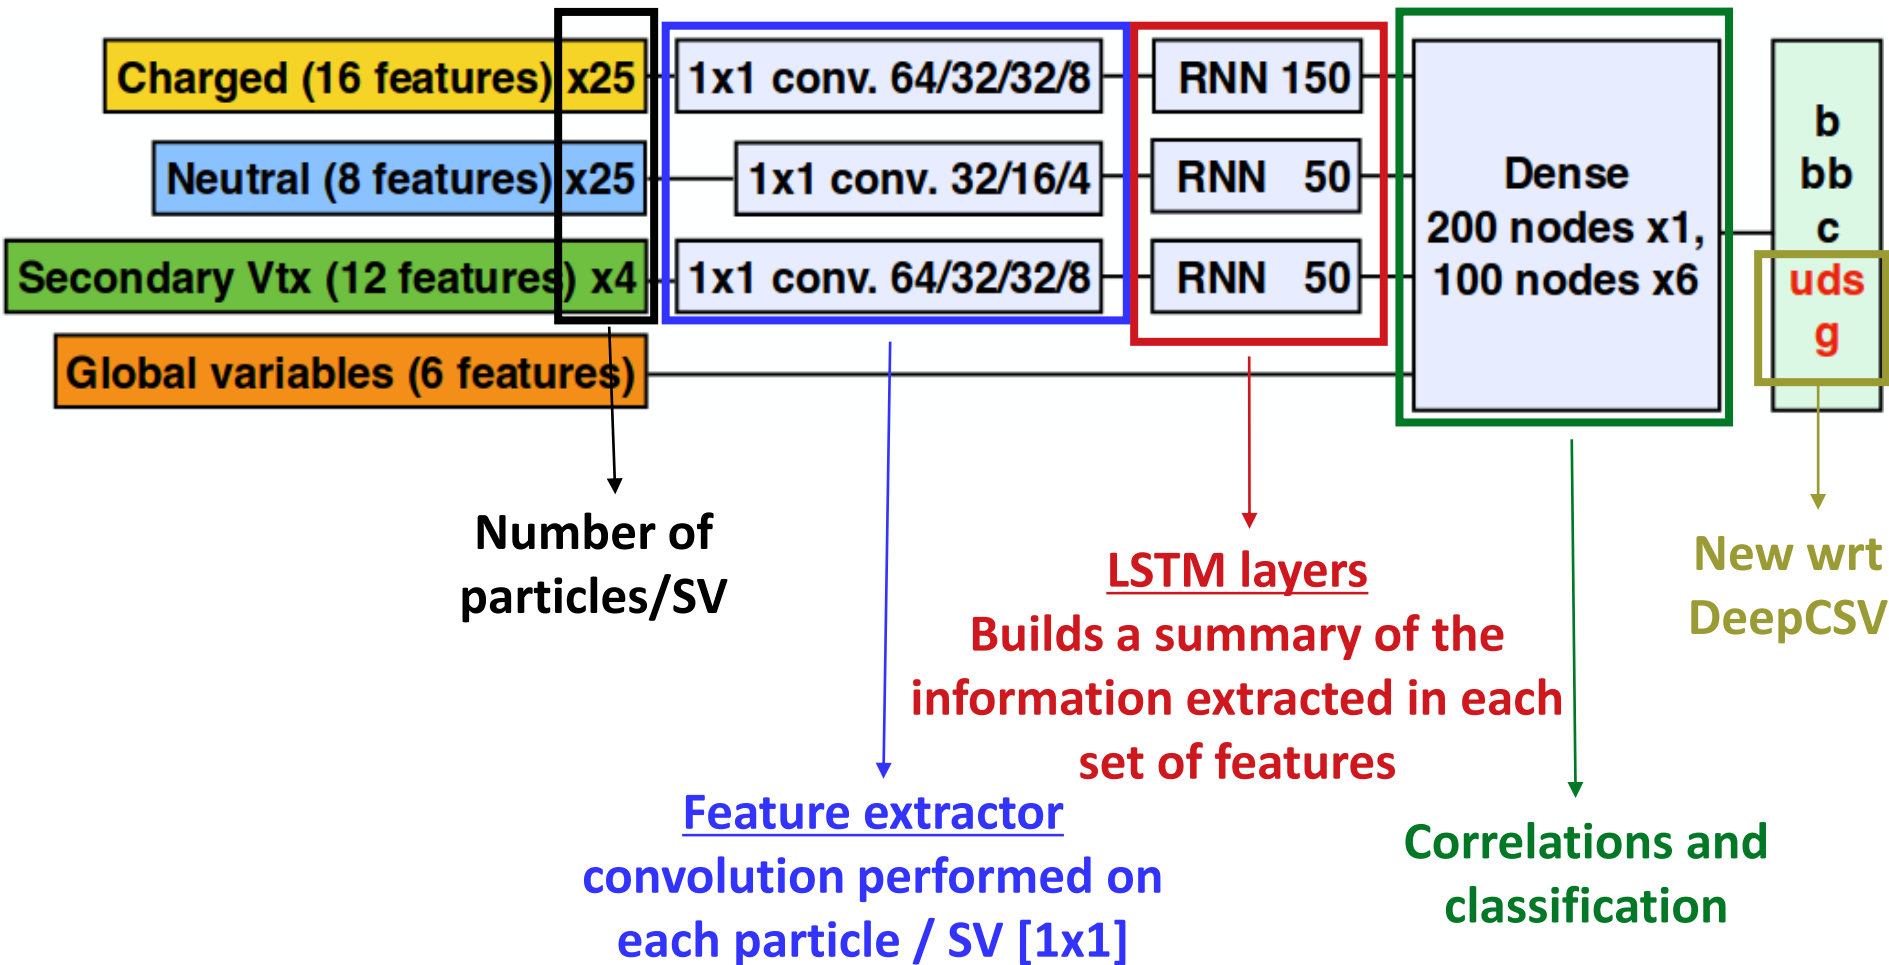 Charged (16 features) x25
1x1 conv. 64/32/32/8
RNN 150
Neutral (8 features) x25
1x1 conv. 32/16/4
RNN 50
Secondary Vtx (12 features) x4
1x1 conv. 64/32/32/8
RNN 50
Global variables (6 features)
Dense
200 nodes x1,
100 nodes x6
b
bb
c
uds
g
Number of
particles/SV
Feature extractor
convolution performed on
each particle / SV [1x1]
LSTM layers
Builds a summary of the
information extracted in each
set of features
Correlations and
classification
New wrt
DeepCSV